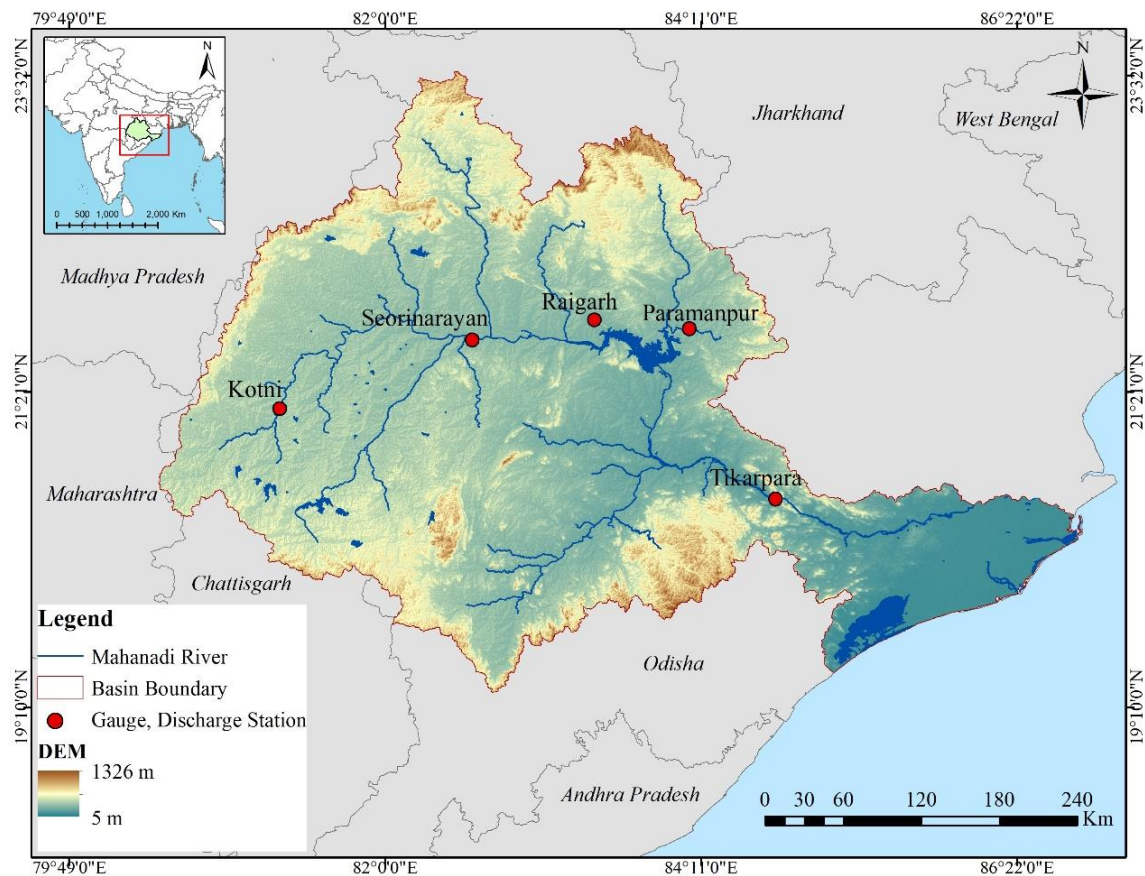 79°49'0"E
82°0'0"E
84°11'0"E
86°22'0"E
23°32'0"N
23°32'0"N
N
N
0 500 1,000 2,000 Km
Jharkhand
West Bengal
Madhya Pradesh
Raigarh
Paramanpur
Seorinarayan
Kotni
21°21'0"N
21°21'0"N
Tikarpara
Maharashtra
Chattisgarh
Odisha
Andhra Pradesh
19°10'0"N
19°10'0"N
Legend
Mahanadi River
Basin Boundary
Gauge, Discharge Station
DEM
1326 m
5 m
0 30 60 120 180 240
Km
79°49'0"E
82°0'0"E
84°11'0"E
86°22'0"E